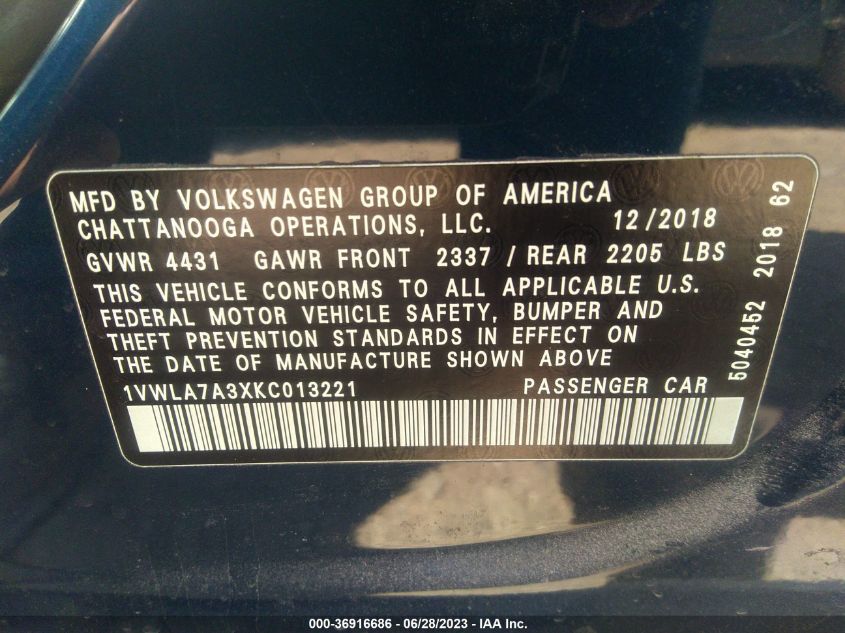 MFD BY VOLKSWAGEN GROUP OF AMERICA
CHATTANOOGA OPERATIONS, LLC. 12/2018
GVWR 4431 GAWR FRONT 2337 / REAR 2205 LBS
THIS VEHICLE CONFORMS TO ALL APPLICABLE U.S.
FEDERAL MOTOR VEHICLE SAFETY, BUMPER AND
THEFT PREVENTION STANDARDS IN EFFECT ON
THE DATE OF MANUFACTURE SHOWN ABOVE
1VWLA7A3XKC013221 PASSENGER CAR
5040452 2018 62
000-36916686 - 06/28/2023 - IAA Inc.